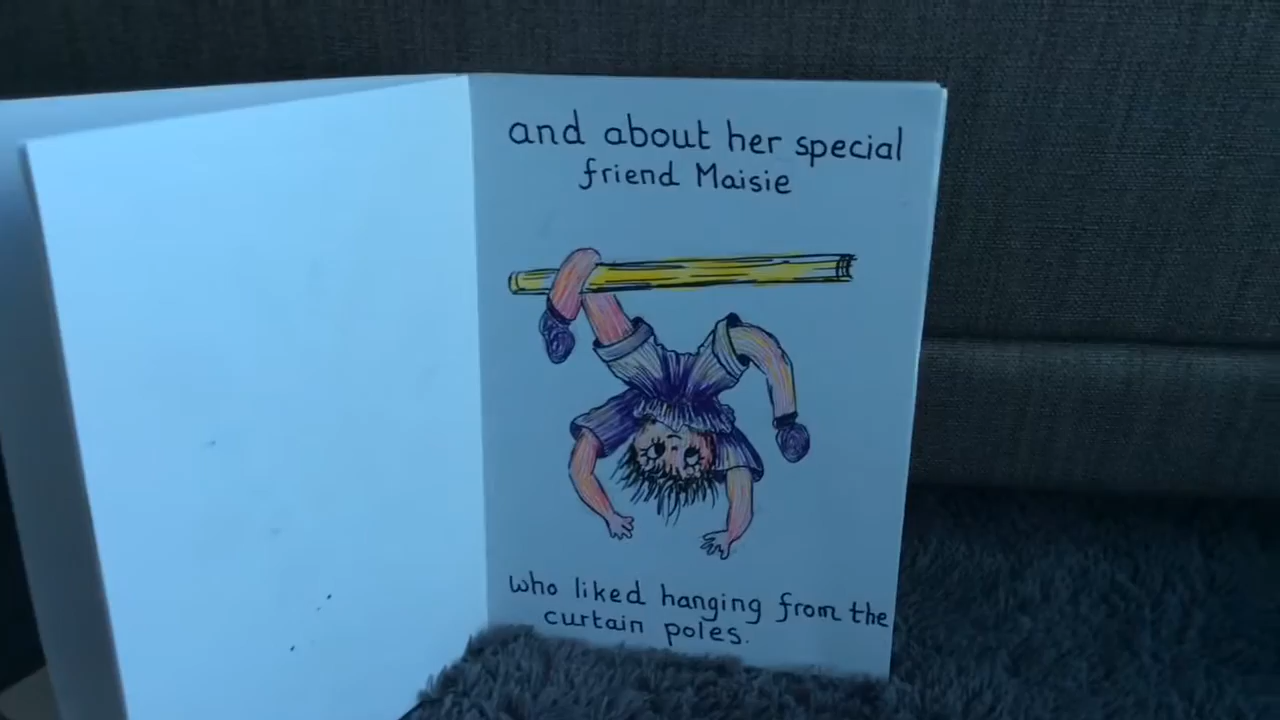 and about her special
friend Maisie
who liked hanging from the
curtain poles.